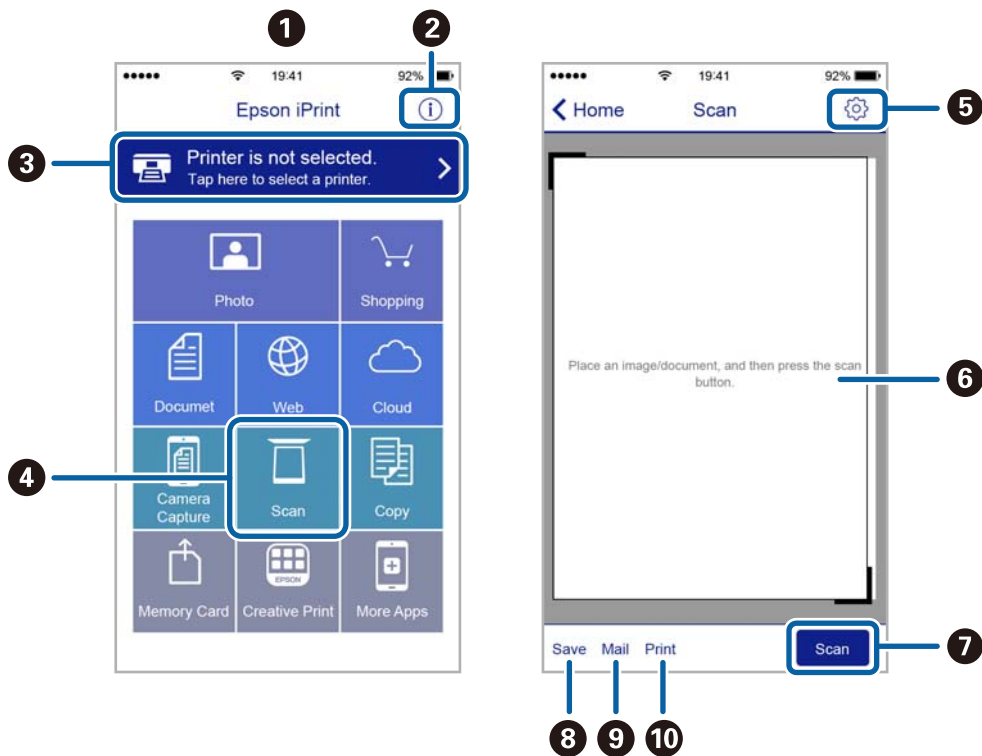 1
2
19:41
92%
Epson iPrint
i
3
Printer is not selected.
Tap here to select a printer.
Photo
Shopping
Documet
Web
Cloud
4
Camera
Capture
Scan
Copy
EPSON
Memory Card
Creative Print
More Apps
19:41
92%
Home
Scan
5
Place an image/document, and then press the scan
button.
6
Save
Mail
Print
Scan
7
8
9
10